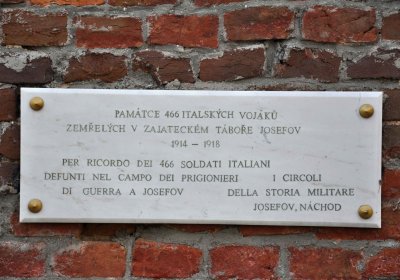 PAMÁTCE 466 ITALSKÝCH VOJÁKŮ
ZEMŘELÝCH V ZAJATECKÉM TÁBOŘE JOSEFOV
1914 - 1918
PER RICORDO DEI 466 SOLDATI ITALIANI
DEFUNTI NEL CAMPO DEI PRIGIONERI I CIRCOLI
DI GUERRA A JOSEFOV DELLA STORIA MILITARE
JOSEFOV, NÁCHOD